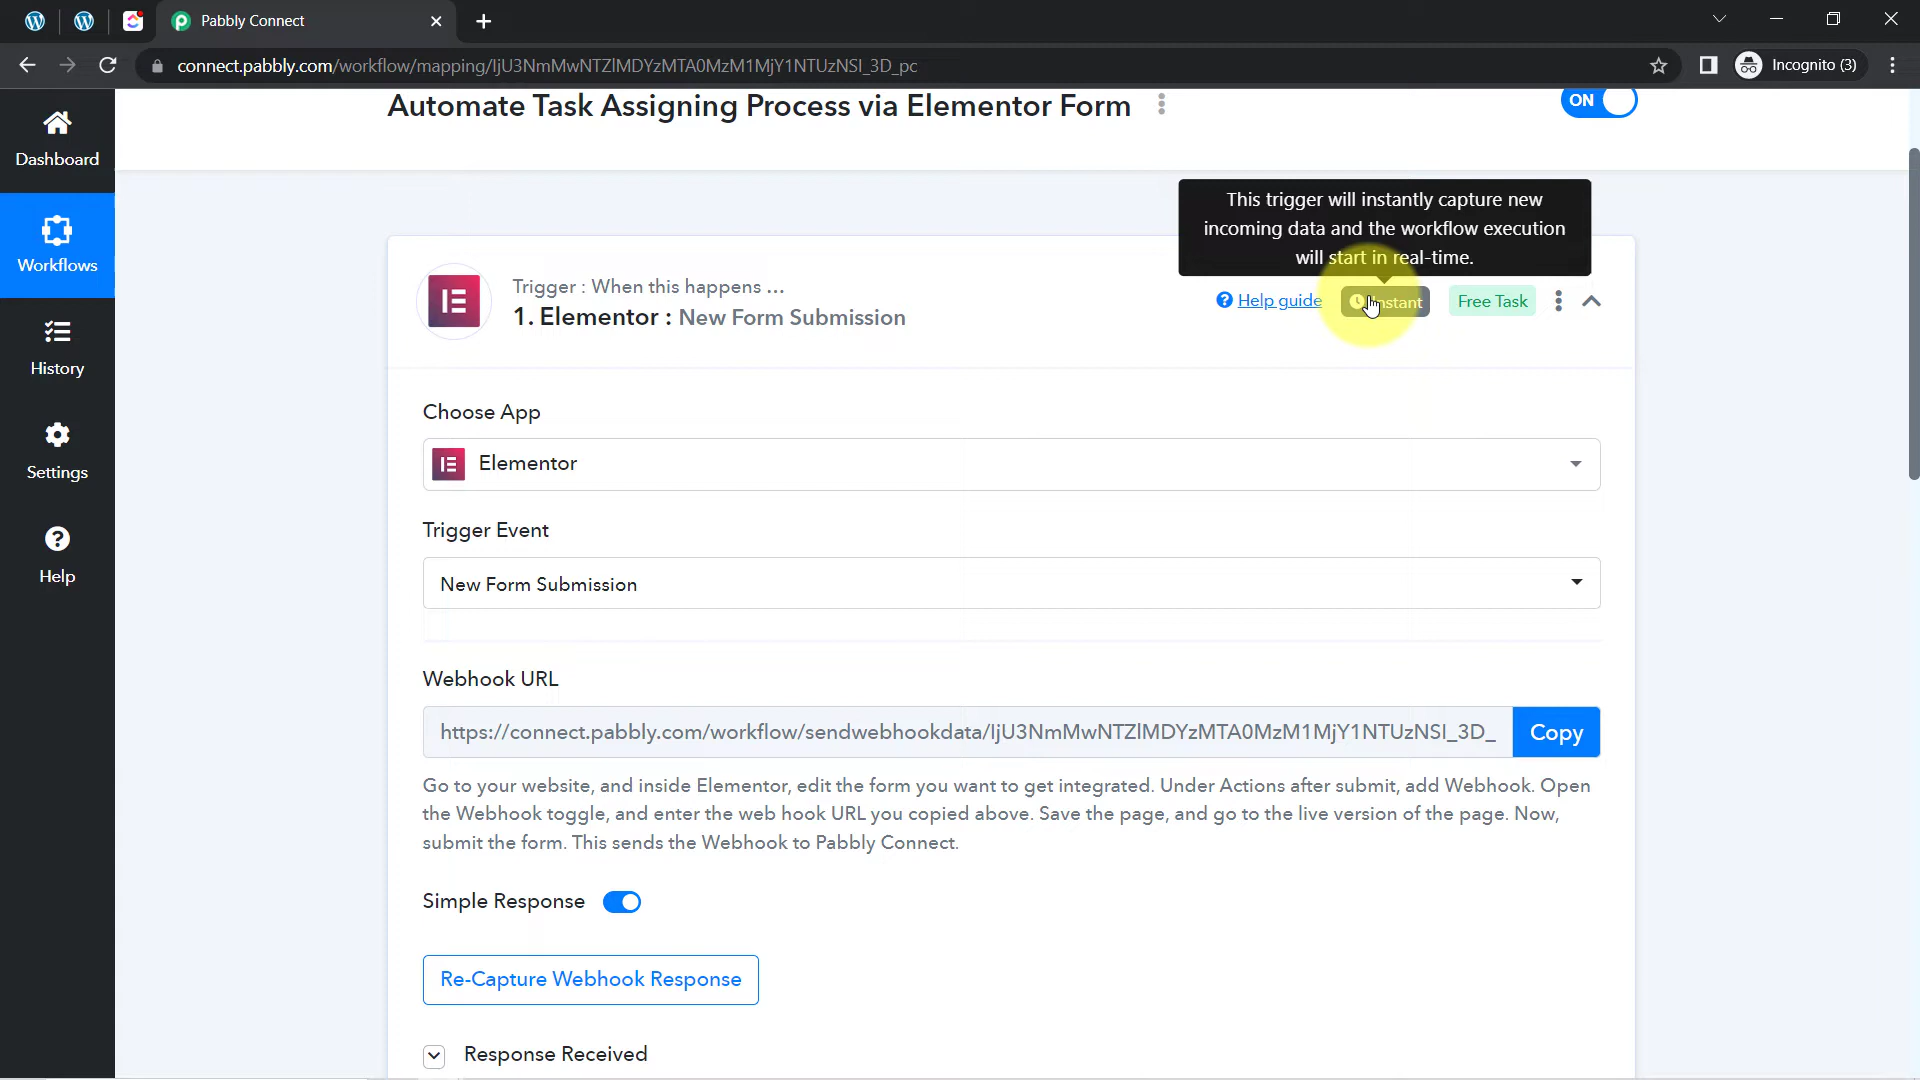 Pabbly Connect
connect.pabbly.com/workflow/mapping/IjU3NmMwNTZlMDYzMTA0MzM1MjY1NTUzNSI_3D_pc
Incognito (3)
Automate Task Assigning Process via Elementor Form
ON
Dashboard
Workflows
History
Settings
Help
This trigger will instantly capture new
incoming data and the workflow execution
will start in real-time.
Trigger : When this happens ...
1. Elementor : New Form Submission
Help guide
Instant
Free Task
Choose App
Elementor
Trigger Event
New Form Submission
Webhook URL
https://connect.pabbly.com/workflow/sendwebhookdata/IjU3NmMwNTZlMDYzMTA0MzM1MjY1NTUzNSI_3D_
Copy
Go to your website, and inside Elementor, edit the form you want to get integrated. Under Actions after submit, add Webhook. Open
the Webhook toggle, and enter the web hook URL you copied above. Save the page, and go to the live version of the page. Now,
submit the form. This sends the Webhook to Pabbly Connect.
Simple Response
Re-Capture Webhook Response
Response Received